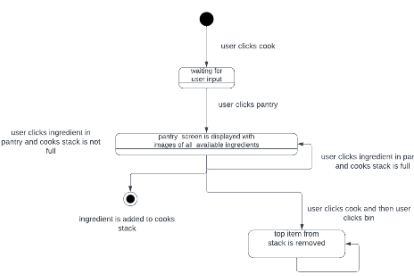 user clicks cook
waiting for
user input
user clicks pantry
user clicks ingredient in
pantry and cooks stack is not
full
pantry screen is displayed with
images of all available ingredients
user clicks ingredient in par
and cooks stack is full
ingredient is added to cooks
stack
user clicks cook and then user
clicks bin
top item from
stack is removed